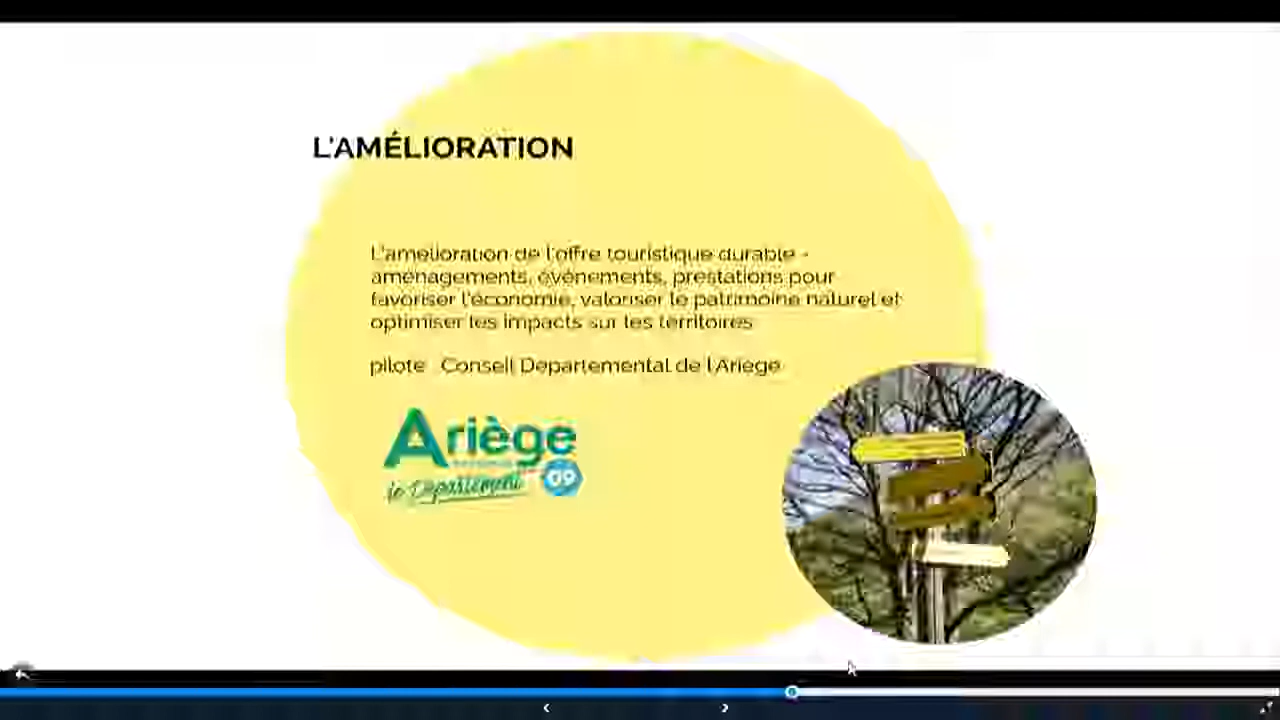 L'AMÉLIORATION
L'amélioration de l'offre touristique durable -
aménagements, événements, prestations pour
favoriser l'économie, valoriser le patrimoine naturel et
optimiser les impacts sur les territoires
pilote : Conseil Départemental de l'Ariège
Ariège
le Département 09